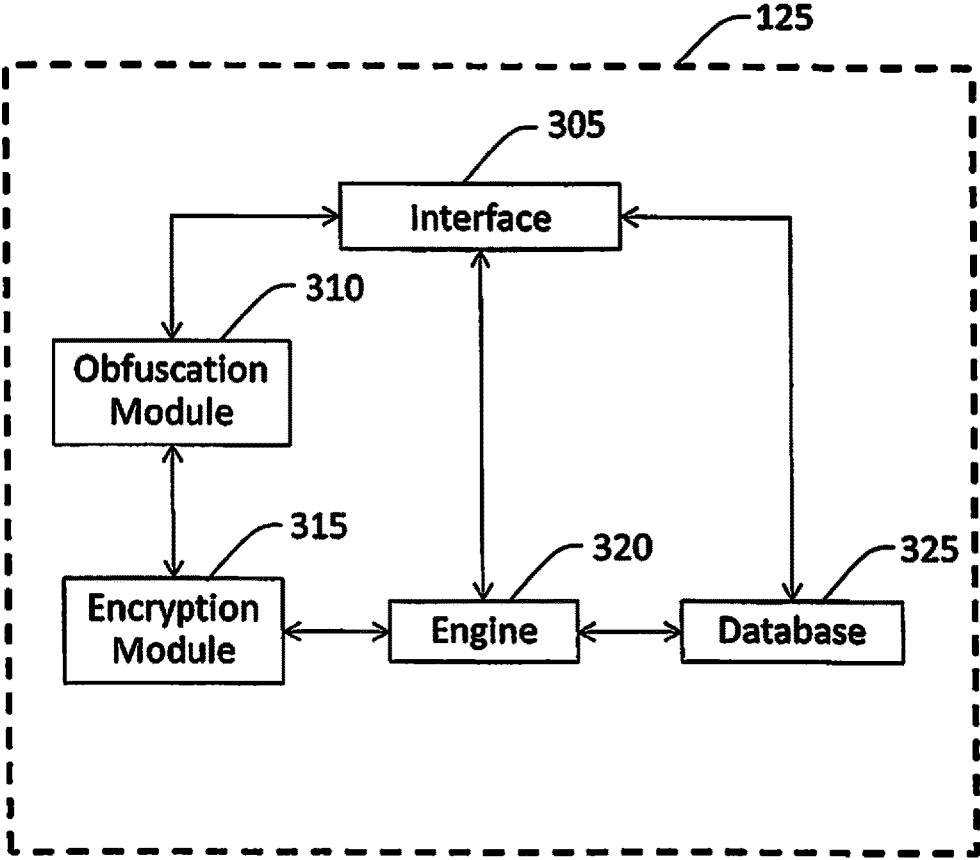 125
305
Interface
310
Obfuscation
Module
315
Encryption
Module
320
Engine
325
Database